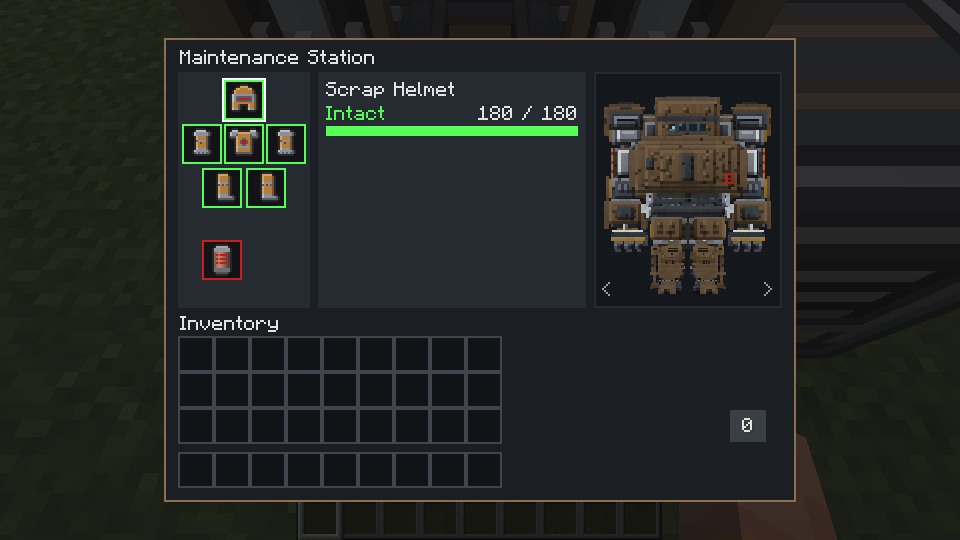 Maintenance Station
Scrap Helmet
Intact 180 / 180
< >
Inventory
0